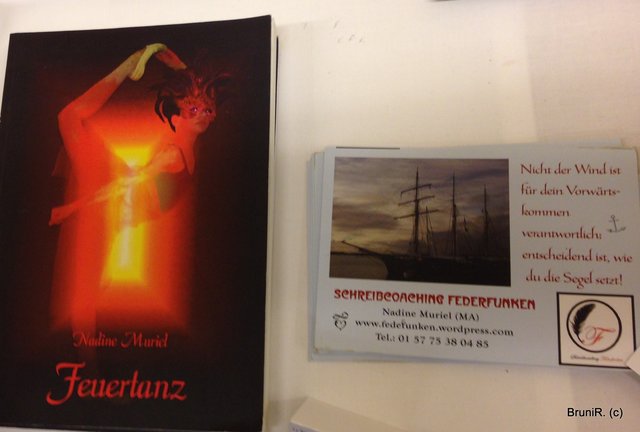 Nadine Muriel
Feuertanz
Nicht der Wind ist
für dein Vorwärts-
kommen
verantwortlich:
entscheidend ist, wie
du die Segel setzt!
SCHREIBCOACHING FEDERFUNKEN
Nadine Muriel (MA)
www.federfunken.wordpress.com
Tel.: 01 57 75 38 04 85
F
BruniR. (c)